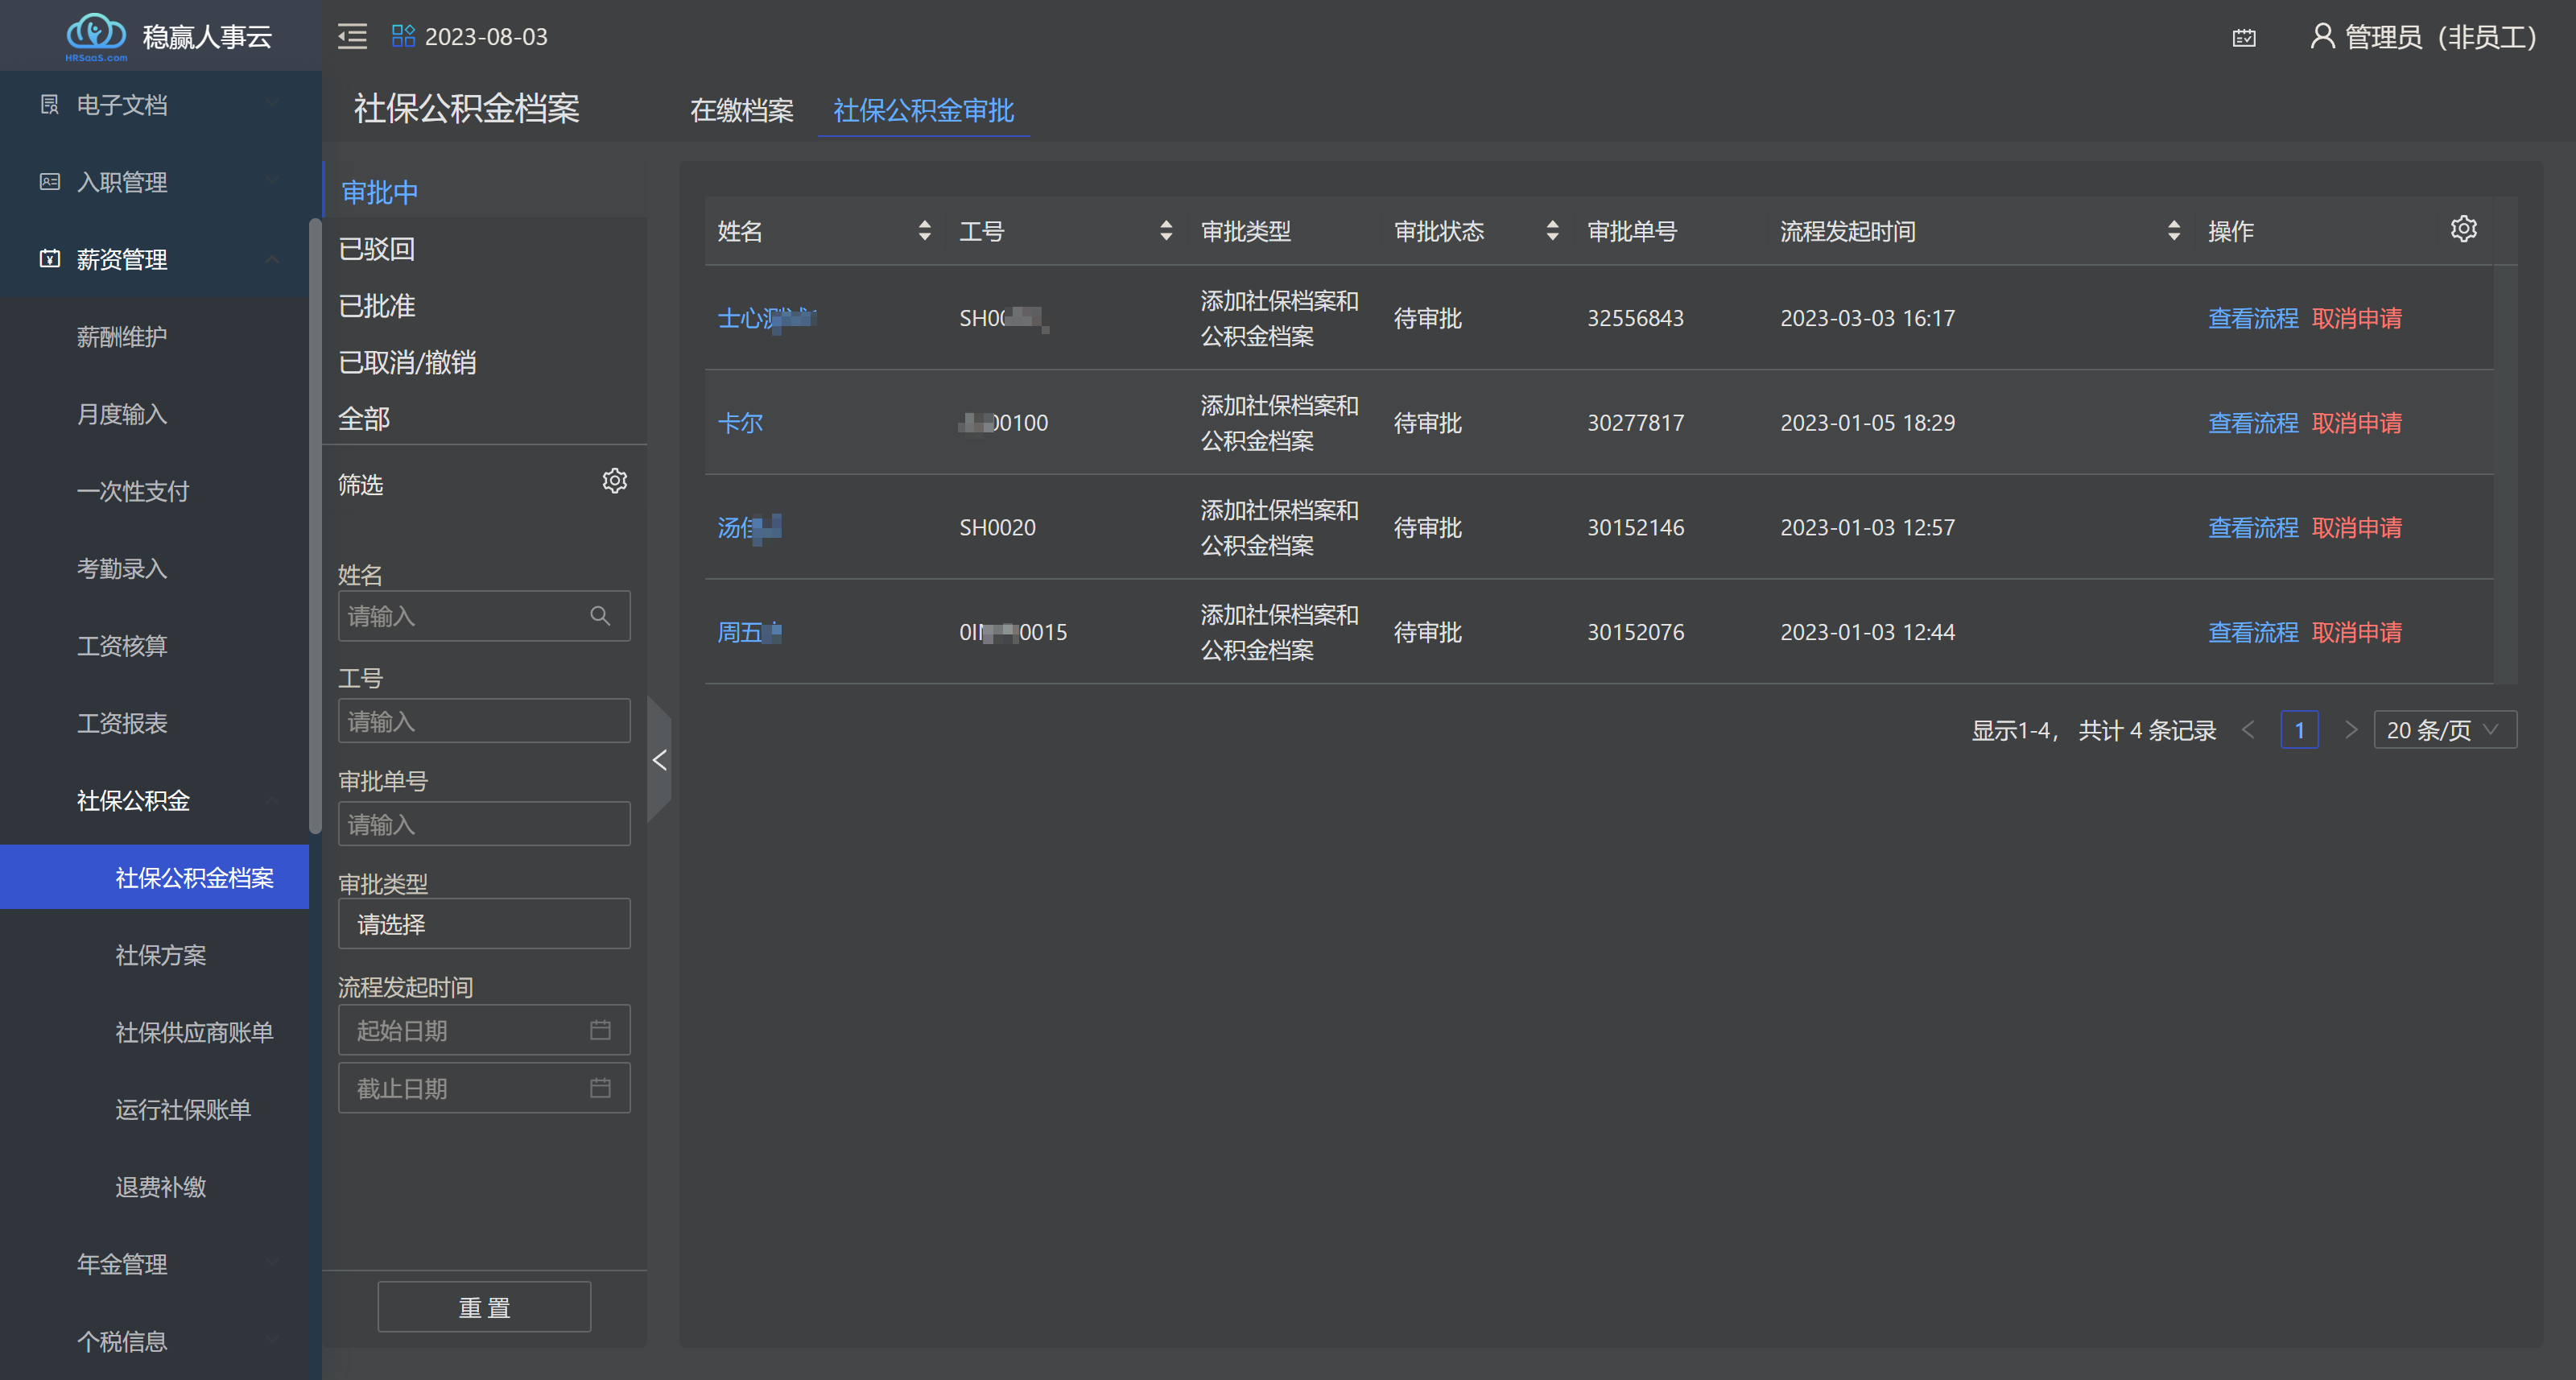 稳赢人事云
HRSaaS.com
2023-08-03
管理员（非员工）
电子文档
入职管理
薪资管理
薪酬维护
月度输入
一次性支付
考勤录入
工资核算
工资报表
社保公积金
社保公积金档案
社保方案
社保供应商账单
运行社保账单
退费补缴
年金管理
个税信息
社保公积金档案
在缴档案 社保公积金审批
审批中
已驳回
已批准
已取消/撤销
全部
筛选
姓名
请输入
工号
请输入
审批单号
请输入
审批类型
请选择
流程发起时间
起始日期
截止日期
重 置
姓名 工号 审批类型 审批状态 审批单号 流程发起时间 操作
士心 SH00 添加社保档案和公积金档案 待审批 32556843 2023-03-03 16:17 查看流程 取消申请
卡尔 00100 添加社保档案和公积金档案 待审批 30277817 2023-01-05 18:29 查看流程 取消申请
汤 SH0020 添加社保档案和公积金档案 待审批 30152146 2023-01-03 12:57 查看流程 取消申请
周五 0015 添加社保档案和公积金档案 待审批 30152076 2023-01-03 12:44 查看流程 取消申请
显示1-4， 共计 4 条记录 1 20 条/页